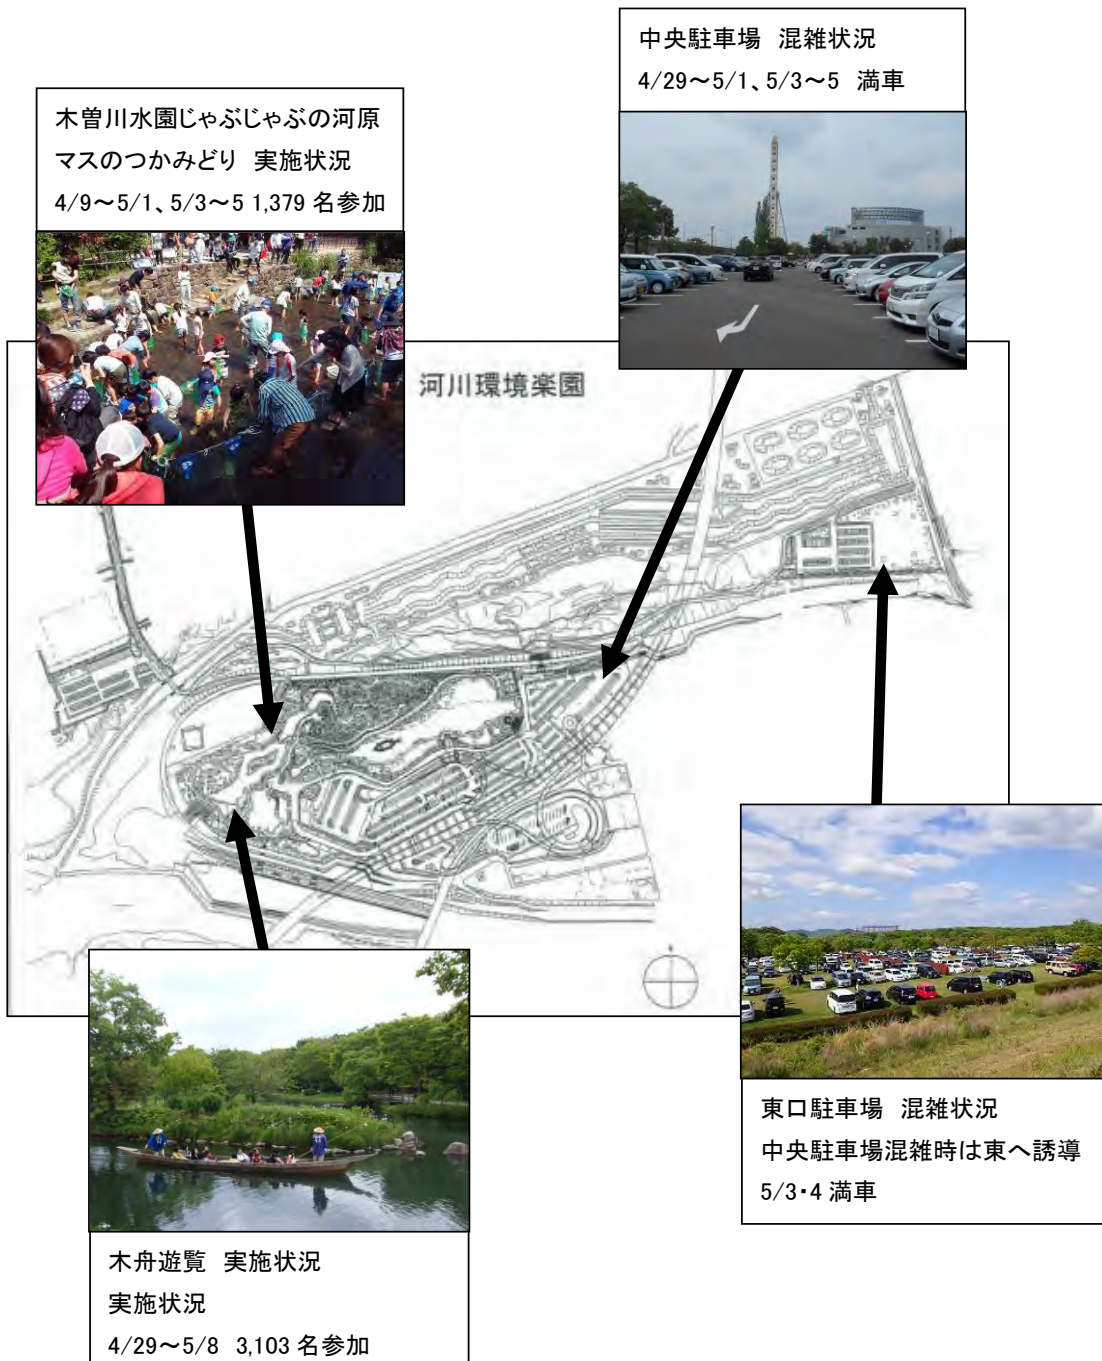 中央駐車場 混雑状況
4/29～5/1、5/3～5 満車
木曽川水園じゃぶじゃぶの河原
マスのつかみどり 実施状況
4/9～5/1、5/3～5 1,379 名参加
河川環境楽園
東口駐車場 混雑状況
中央駐車場混雑時は東へ誘導
5/3・4 満車
木舟遊覧 実施状況
実施状況
4/29～5/8 3,103 名参加